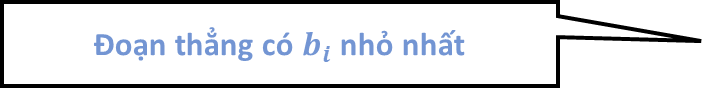 Đoạn thẳng có bᵢ nhỏ nhất